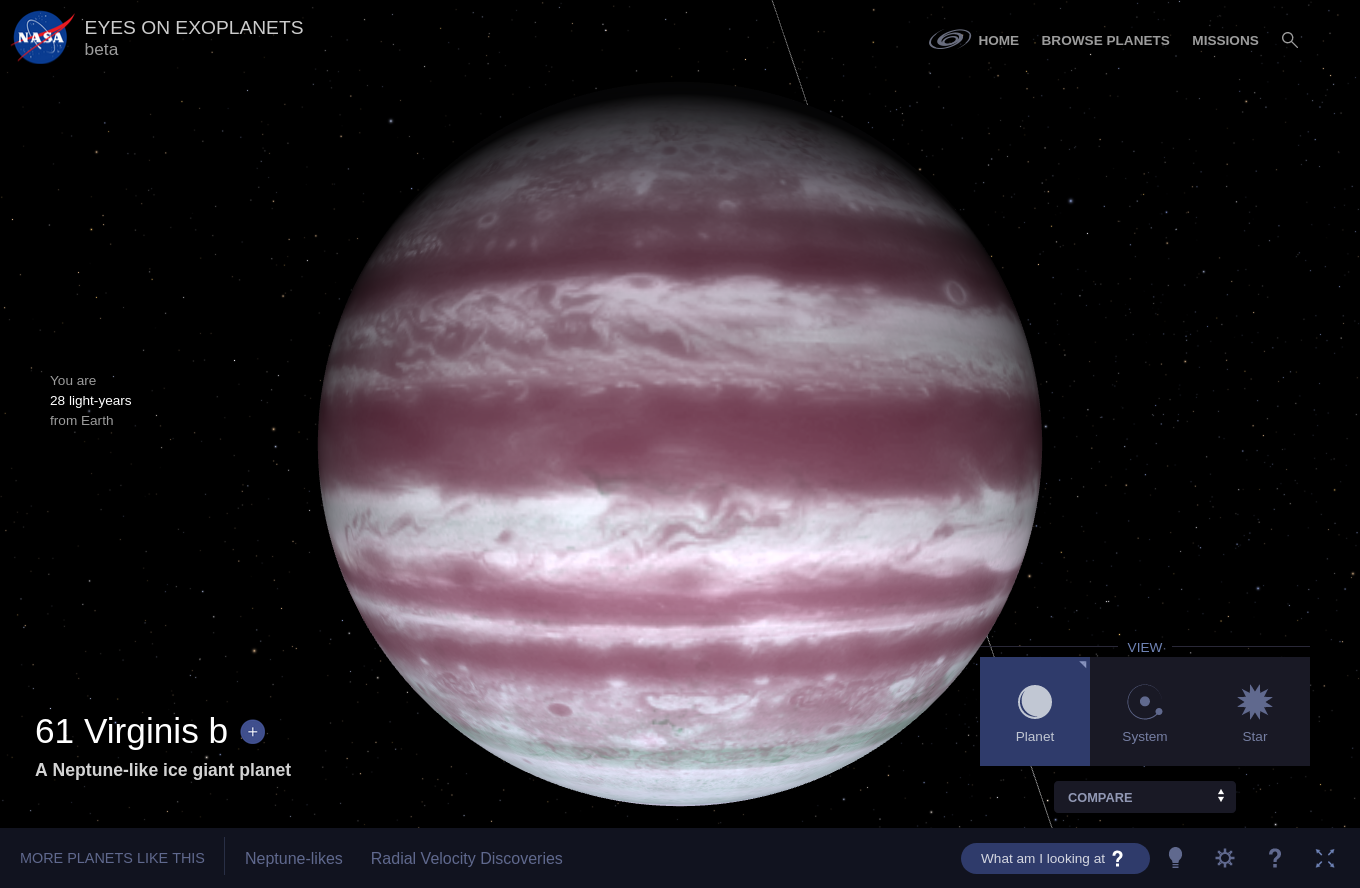 NASA
EYES ON EXOPLANETS
beta
HOME BROWSE PLANETS MISSIONS
You are
28 light-years
from Earth
VIEW
Planet System Star
61 Virginis b +
A Neptune-like ice giant planet
COMPARE
MORE PLANETS LIKE THIS Neptune-likes Radial Velocity Discoveries What am I looking at ? ?